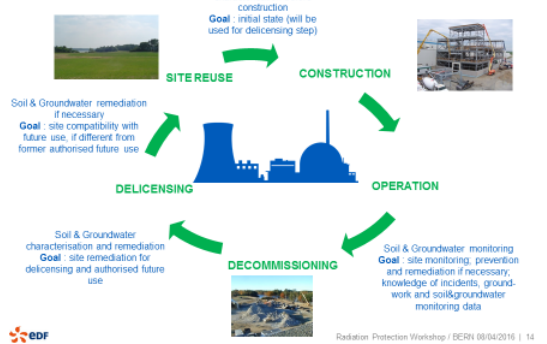 construction
Goal : initial state (will be
used for delicensing step)
SITE REUSE
CONSTRUCTION
Soil & Groundwater remediation
if necessary
Goal : site compatibility with
future use, if different from
former authorised future use
DELICENSING
OPERATION
Soil & Groundwater
characterisation and remediation
Goal : site remediation for
delicensing and authorised future
use
DECOMMISSIONING
Soil & Groundwater monitoring
Goal : site monitoring, prevention
and remediation if necessary;
knowledge of incidents, ground-
work and soil&groundwater
monitoring data
eDF
Radiation Protection Workshop / BERN 08/04/2016 | 14